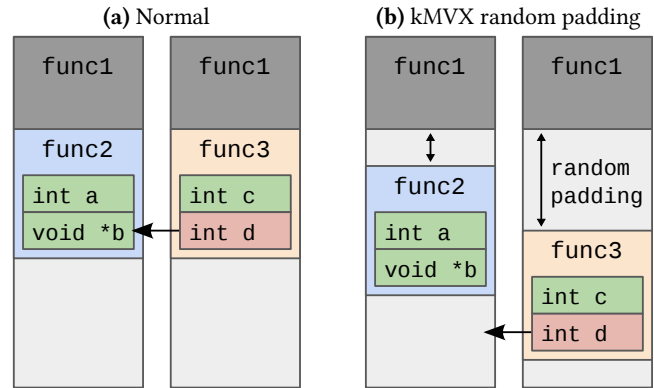 (a) Normal
func1
func1
func2
int a
void *b
func3
int c
int d
(b) kMVX random padding
func1
func1
func2
int a
void *b
random
padding
func3
int c
int d